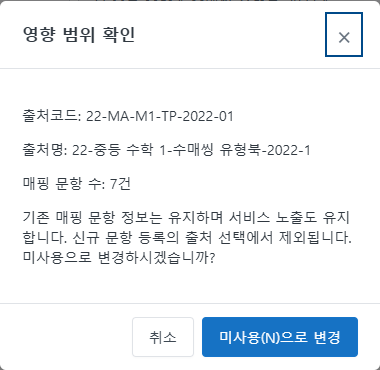 영향 범위 확인
×
출처코드: 22-MA-M1-TP-2022-01
출처명: 22-중등 수학 1-수매씽 유형북-2022-1
매핑 문항 수: 7건
기존 매핑 문항 정보는 유지하며 서비스 노출도 유지
합니다. 신규 문항 등록의 출처 선택에서 제외됩니다.
미사용으로 변경하시겠습니까?
취소
미사용(N)으로 변경